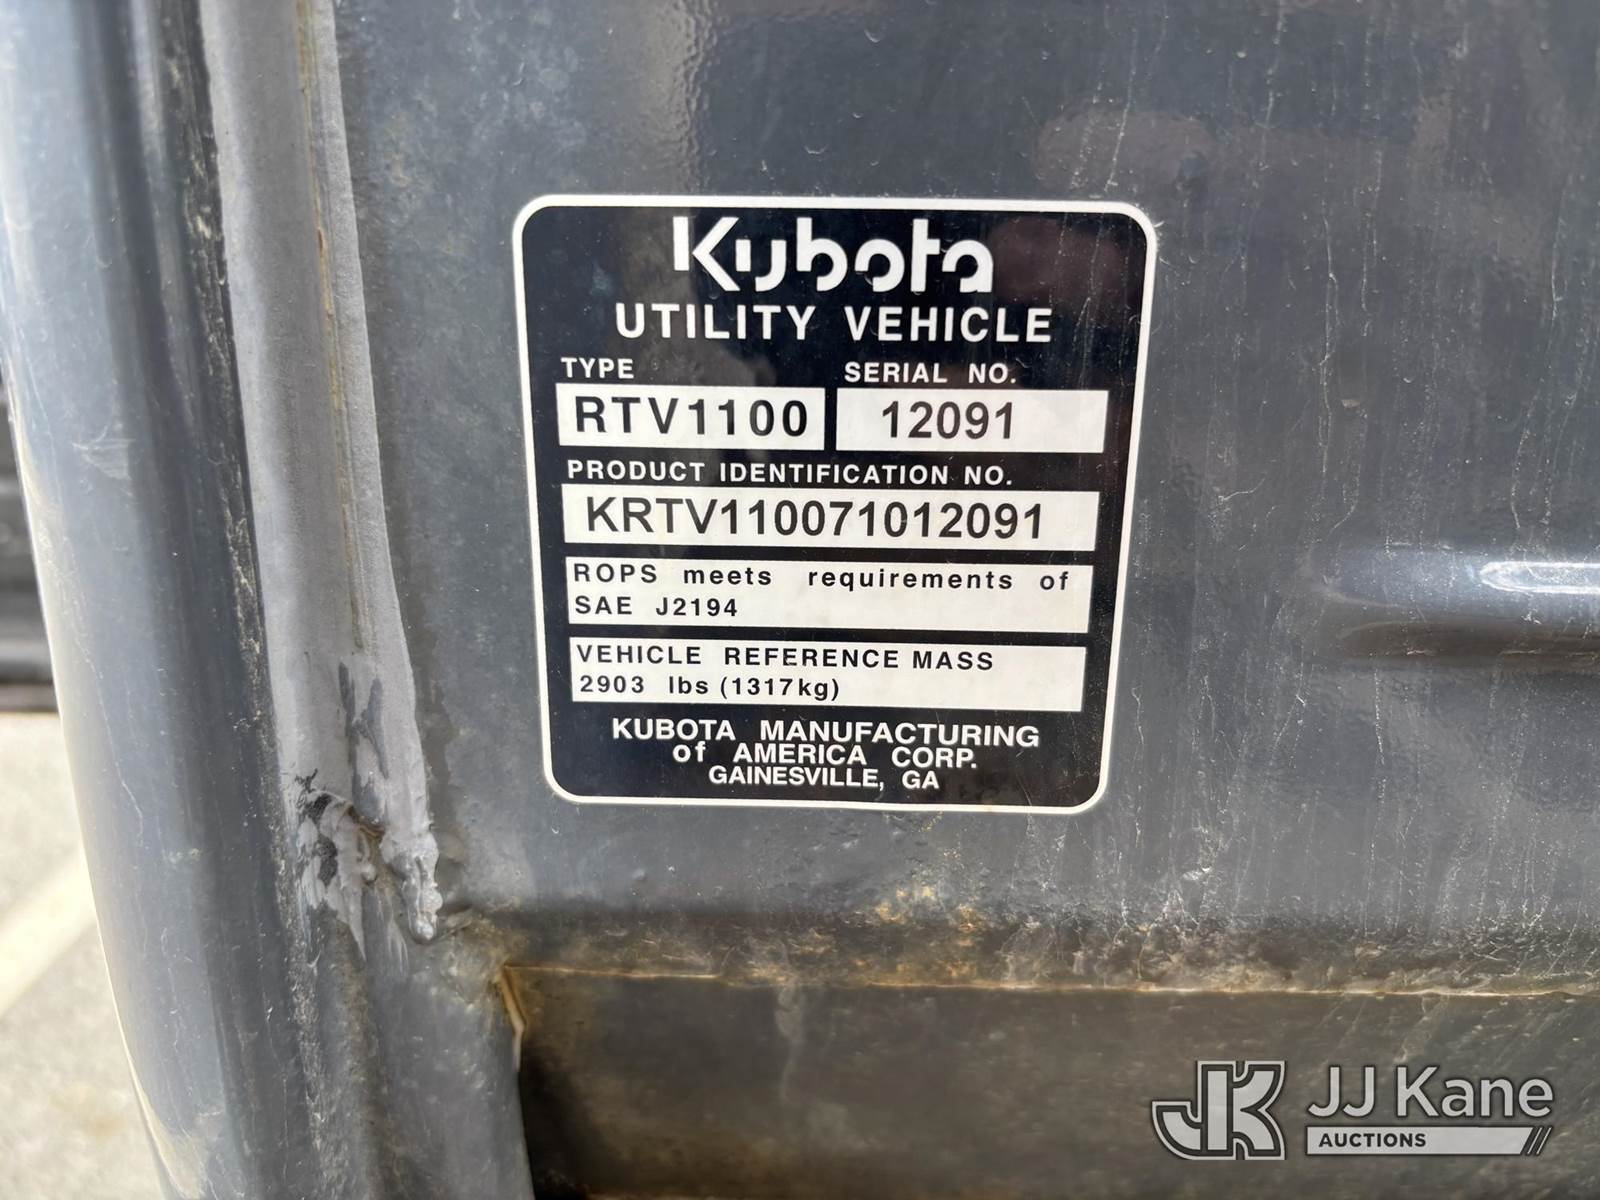 Kubota
UTILITY VEHICLE
TYPE SERIAL NO.
RTV1100 12091
PRODUCT IDENTIFICATION NO.
KRTV110071012091
ROPS meets requirements of
SAE J2194
VEHICLE REFERENCE MASS
2903 lbs (1317kg)
KUBOTA MANUFACTURING
of AMERICA CORP.
GAINESVILLE, GA
JK JJ Kane
AUCTIONS